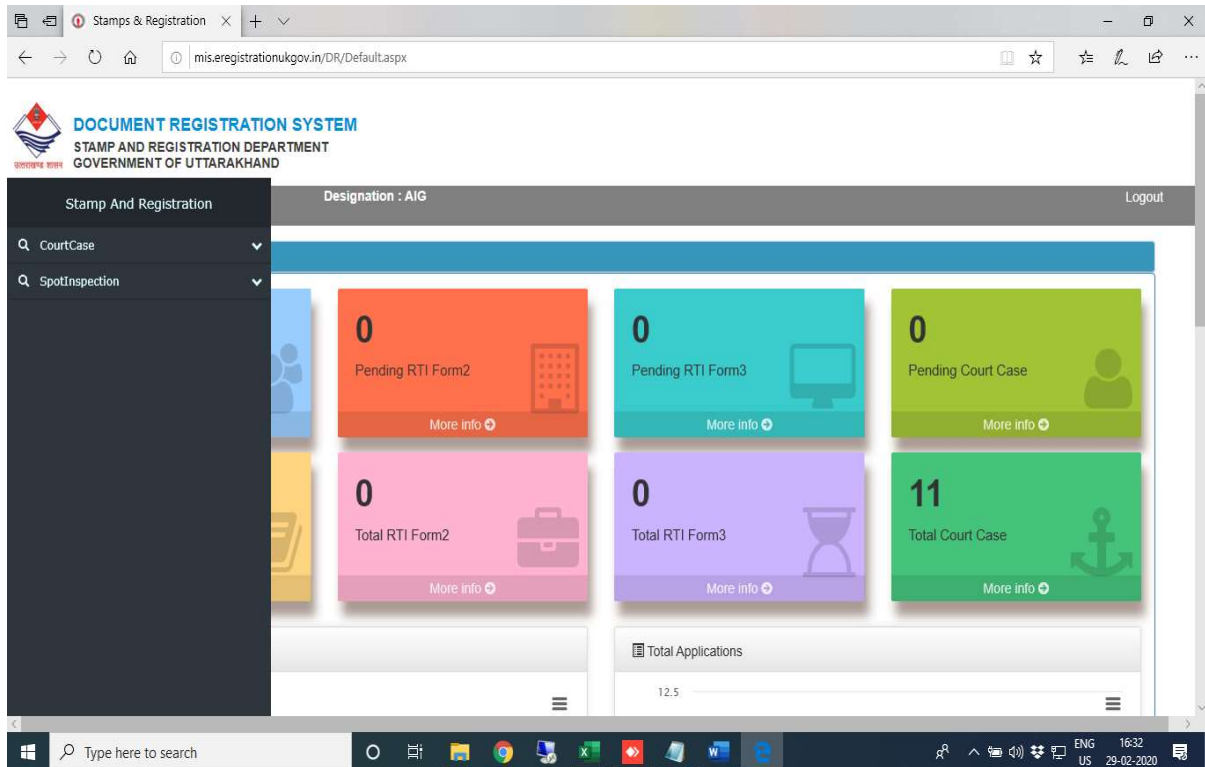 Stamps & Registration
mis.eregistrationukgov.in/DR/Default.aspx
DOCUMENT REGISTRATION SYSTEM
STAMP AND REGISTRATION DEPARTMENT
GOVERNMENT OF UTTARAKHAND
उत्तराखण्ड शासन
Stamp And Registration
Designation : AIG
Logout
CourtCase
SpotInspection
0
Pending RTI Form2
More info
0
Pending RTI Form3
More info
0
Pending Court Case
More info
0
Total RTI Form2
More info
0
Total RTI Form3
More info
11
Total Court Case
More info
Total Applications
12.5
Type here to search
ENG
US
16:32
29-02-2020